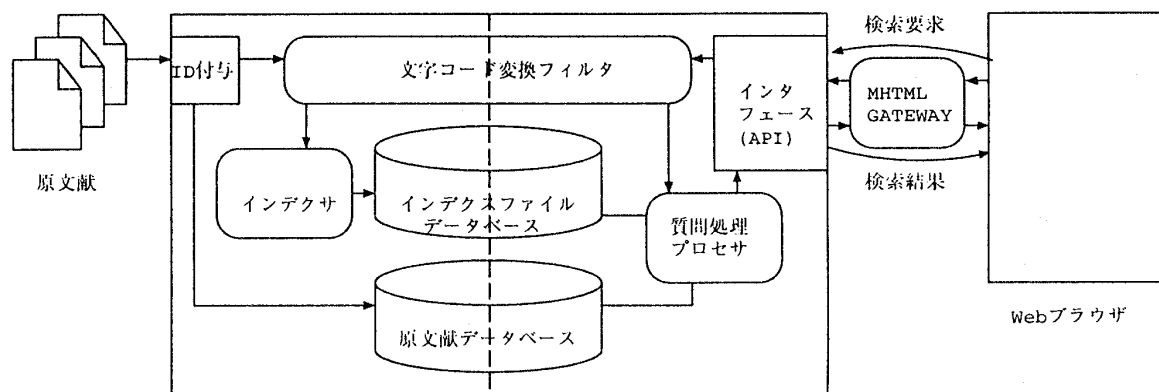 検索要求
ID付与
文字コード変換フィルタ
インタ
フェース
(API)
MHTML
GATEWAY
原文献
検索結果
インデクサ
インデクスファイル
データベース
質問処理
プロセサ
原文献データベース
Webブラウザ